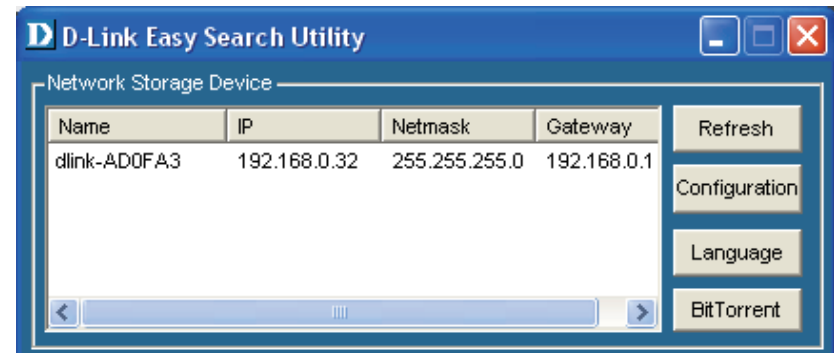 D D-Link Easy Search Utility
Network Storage Device
Name IP Netmask Gateway Refresh
dlink-AD0FA3 192.168.0.32 255.255.255.0 192.168.0.1
Configuration
Language
BitTorrent